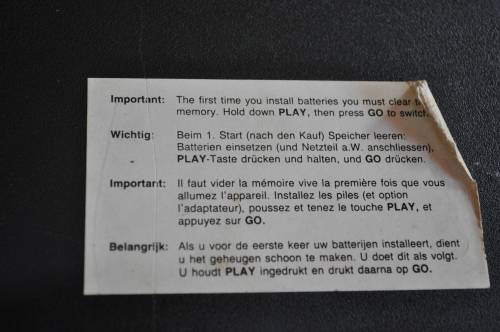 Important: The first time you install batteries you must clear
memory. Hold down PLAY, then press GO to switch
Wichtig: Beim 1. Start (nach den Kauf) Speicher leeren:
Batterien einsetzen (und Netzteil a.W. anschliessen),
PLAY-Taste drücken und halten, und GO drücken.
Important: Il faut vider la mémoire vive la première fois que vous
allumez l'appareil. Installez les piles (et option
l'adaptateur), poussez et tenez le touche PLAY, et
appuyez sur GO.
Belangrijk: Als u voor de eerste keer uw batterijen installeert, dient
u het geheugen schoon te maken. U doet dit als volgt.
U houdt PLAY ingedrukt en drukt daarna op GO.